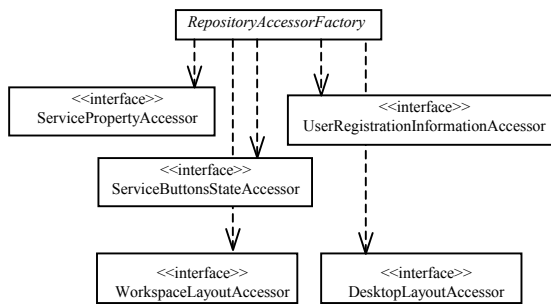 RepositoryAccessorFactory
<<interface>>
ServicePropertyAccessor
<<interface>>
UserRegistrationInformationAccessor
<<interface>>
ServiceButtonsStateAccessor
<<interface>>
WorkspaceLayoutAccessor
<<interface>>
DesktopLayoutAccessor